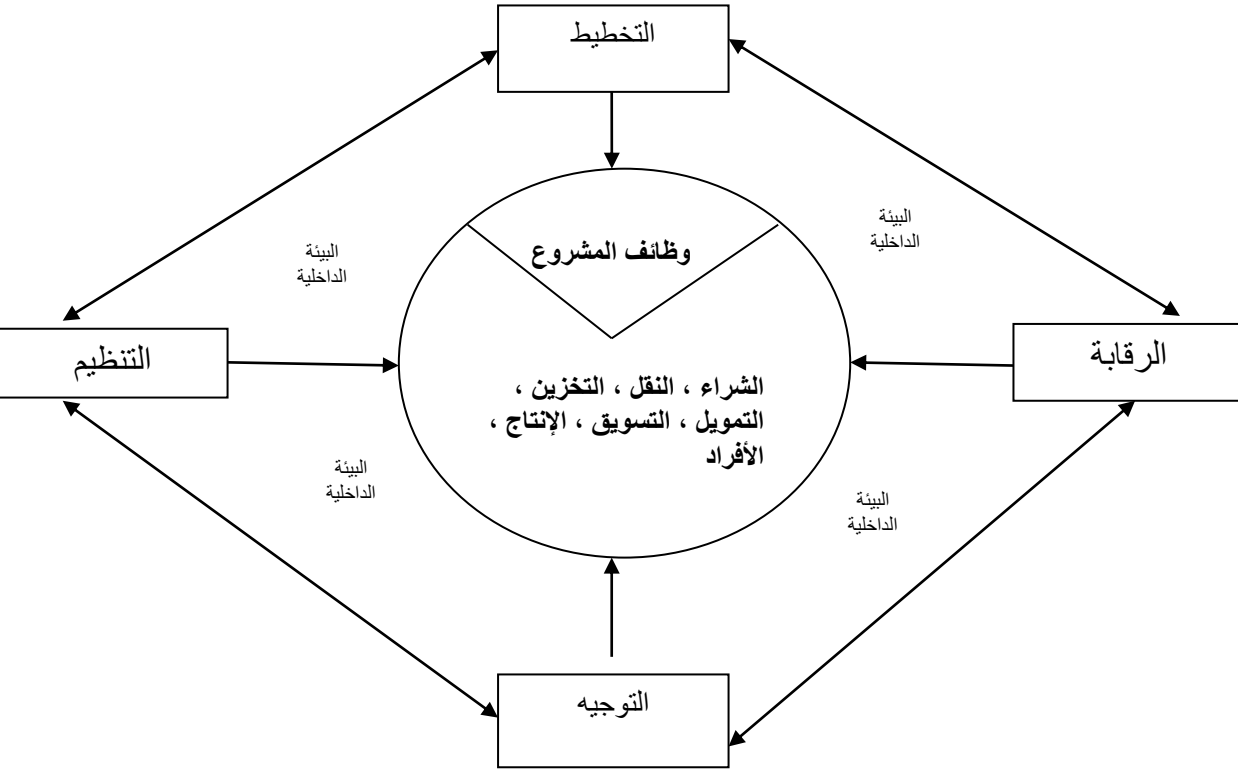 التخطيط
البيئة
الداخلية
البيئة
الداخلية
وظائف المشروع
الرقابة
التنظيم
الشراء ، النقل ، التخزين ،
التمويل ، التسويق ، الإنتاج ،
الأفراد
البيئة
الداخلية
البيئة
الداخلية
التوجيه